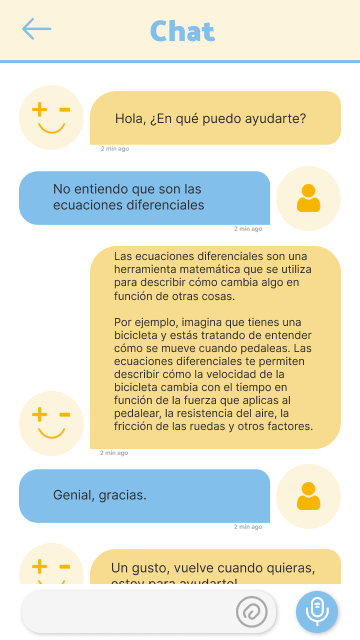 Chat
Hola, ¿En qué puedo ayudarte?
2 min ago
No entiendo que son las
ecuaciones diferenciales
2 min ago
Las ecuaciones diferenciales son una
herramienta matemática que se utiliza
para describir cómo cambia algo en
función de otras cosas.
Por ejemplo, imagina que tienes una
bicicleta y estás tratando de entender
cómo se mueve cuando pedaleas. Las
ecuaciones diferenciales te permiten
describir cómo la velocidad de la
bicicleta cambia con el tiempo en
función de la fuerza que aplicas al
pedalear, la resistencia del aire, la
fricción de las ruedas y otros factores.
2 min ago
Genial, gracias.
2 min ago
Un gusto, vuelve cuando quieras,
estoy para ayudarte!